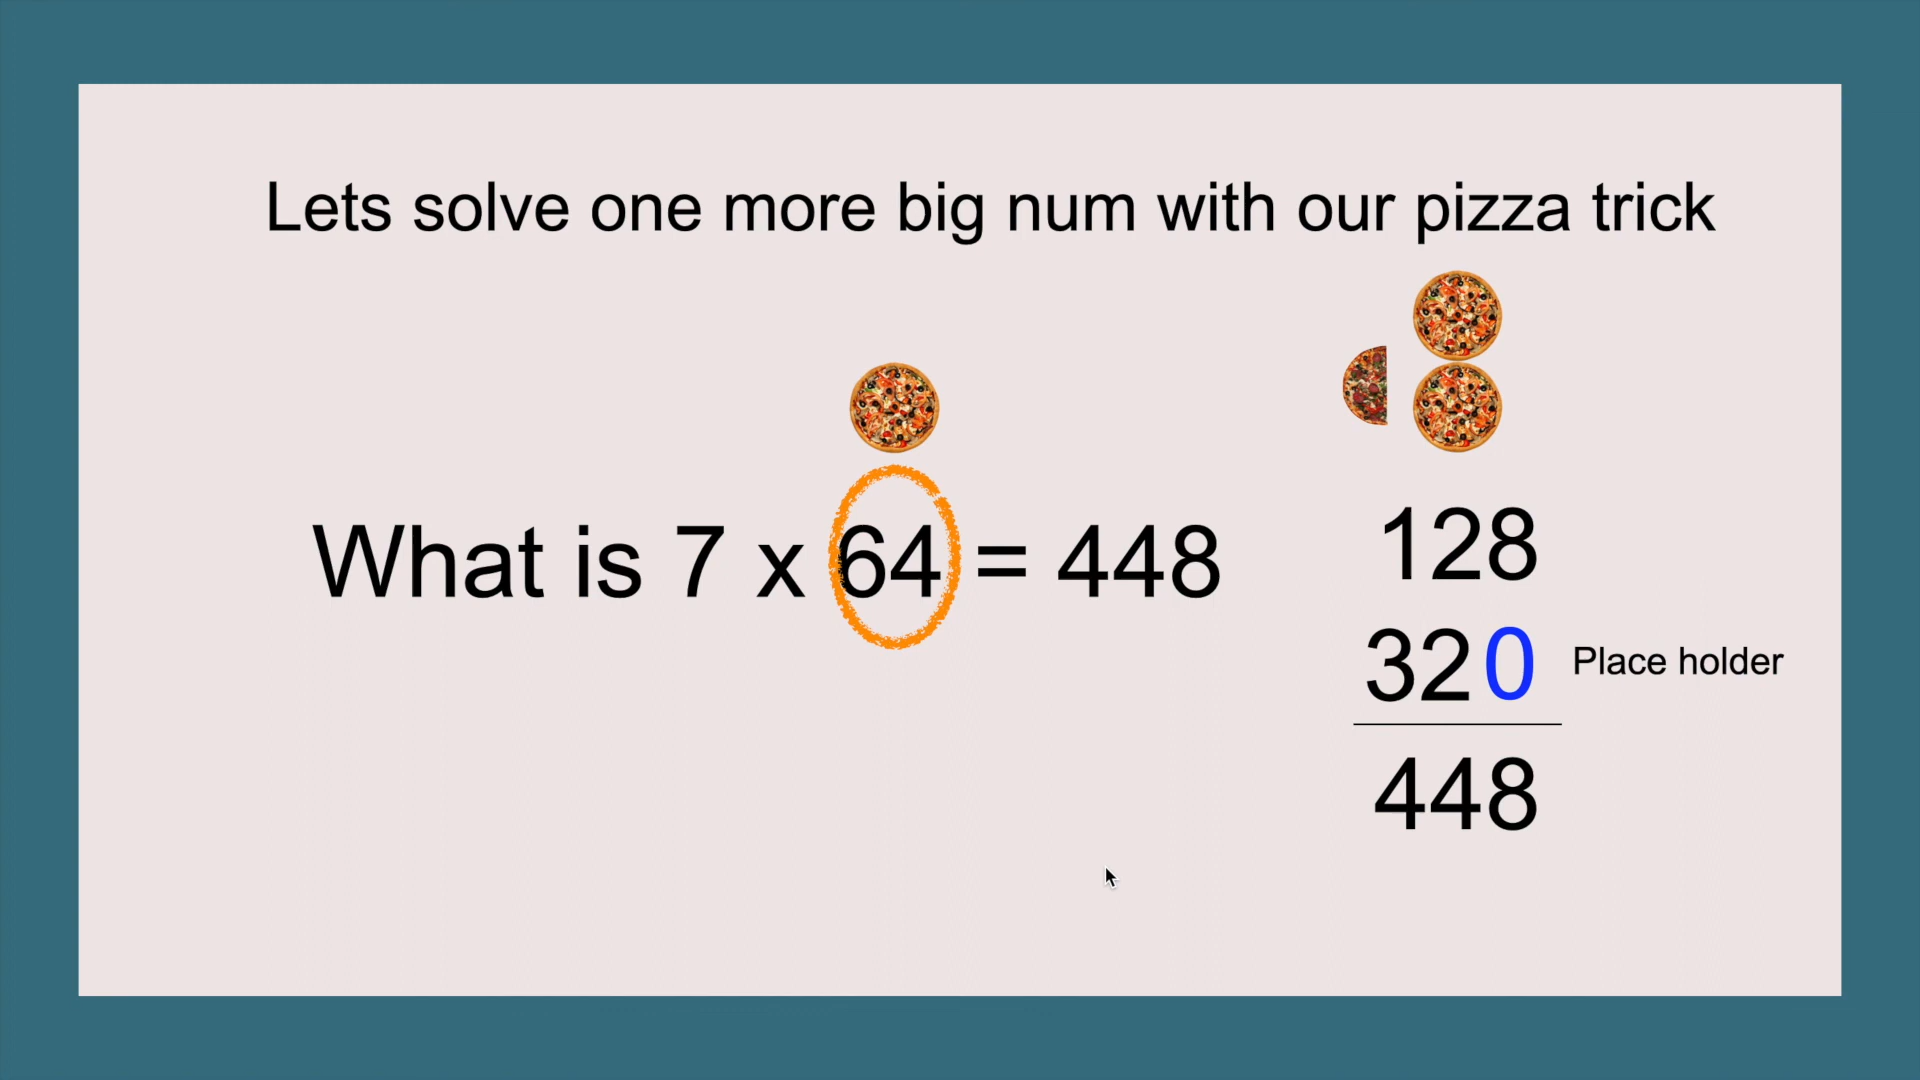 Lets solve one more big num with our pizza trick
What is 7 x 64 = 448
128
320 Place holder
448